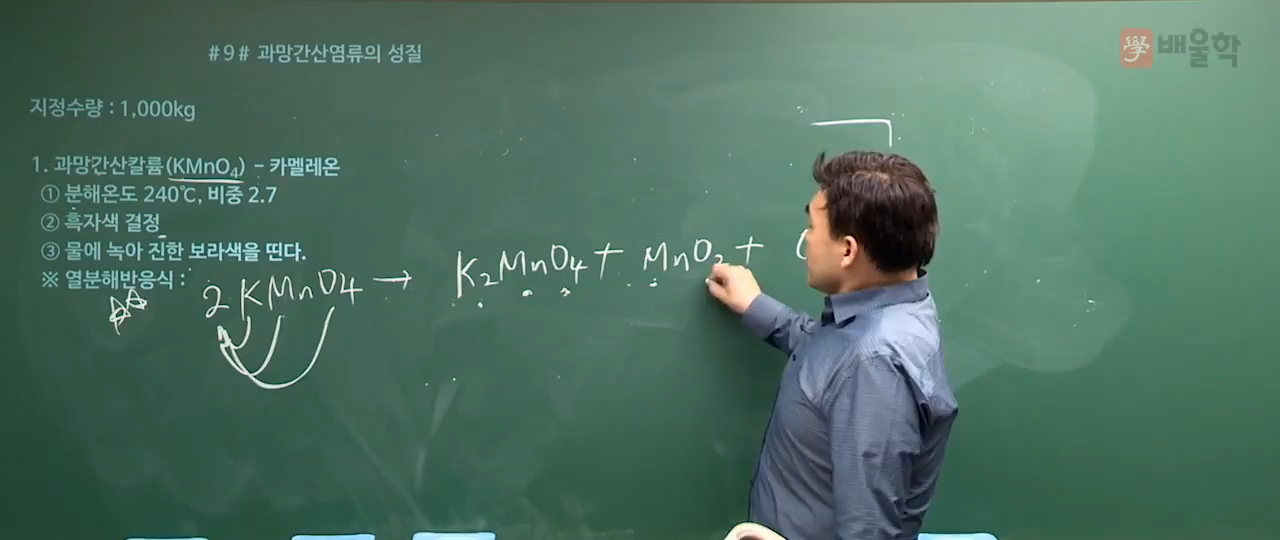 #9# 과망간산염류의 성질
學 배울학
지정수량 : 1,000kg
1. 과망간산칼륨(KMnO₄) – 카멜레온
① 분해온도 240℃, 비중 2.7
② 흑자색 결정
③ 물에 녹아 진한 보라색을 띤다.
※ 열분해반응식 :
2KMnO₄ → K₂MnO₄ + MnO₂ +